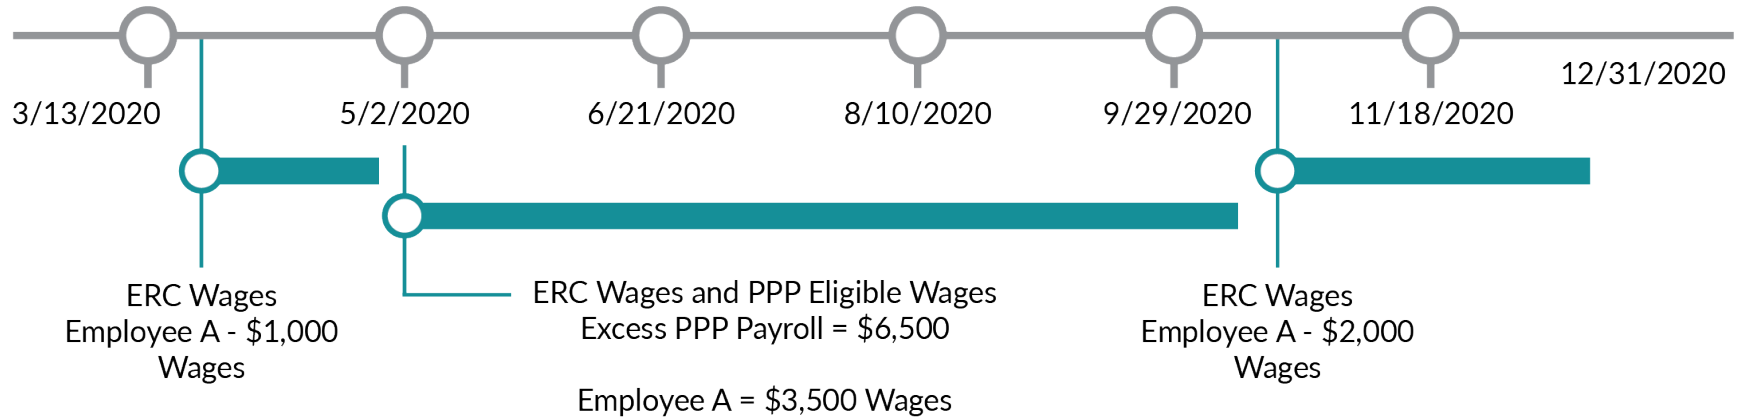 3/13/2020
5/2/2020
6/21/2020
8/10/2020
9/29/2020
11/18/2020
12/31/2020
ERC Wages
Employee A - $1,000
Wages
ERC Wages and PPP Eligible Wages
Excess PPP Payroll = $6,500
Employee A = $3,500 Wages
ERC Wages
Employee A - $2,000
Wages